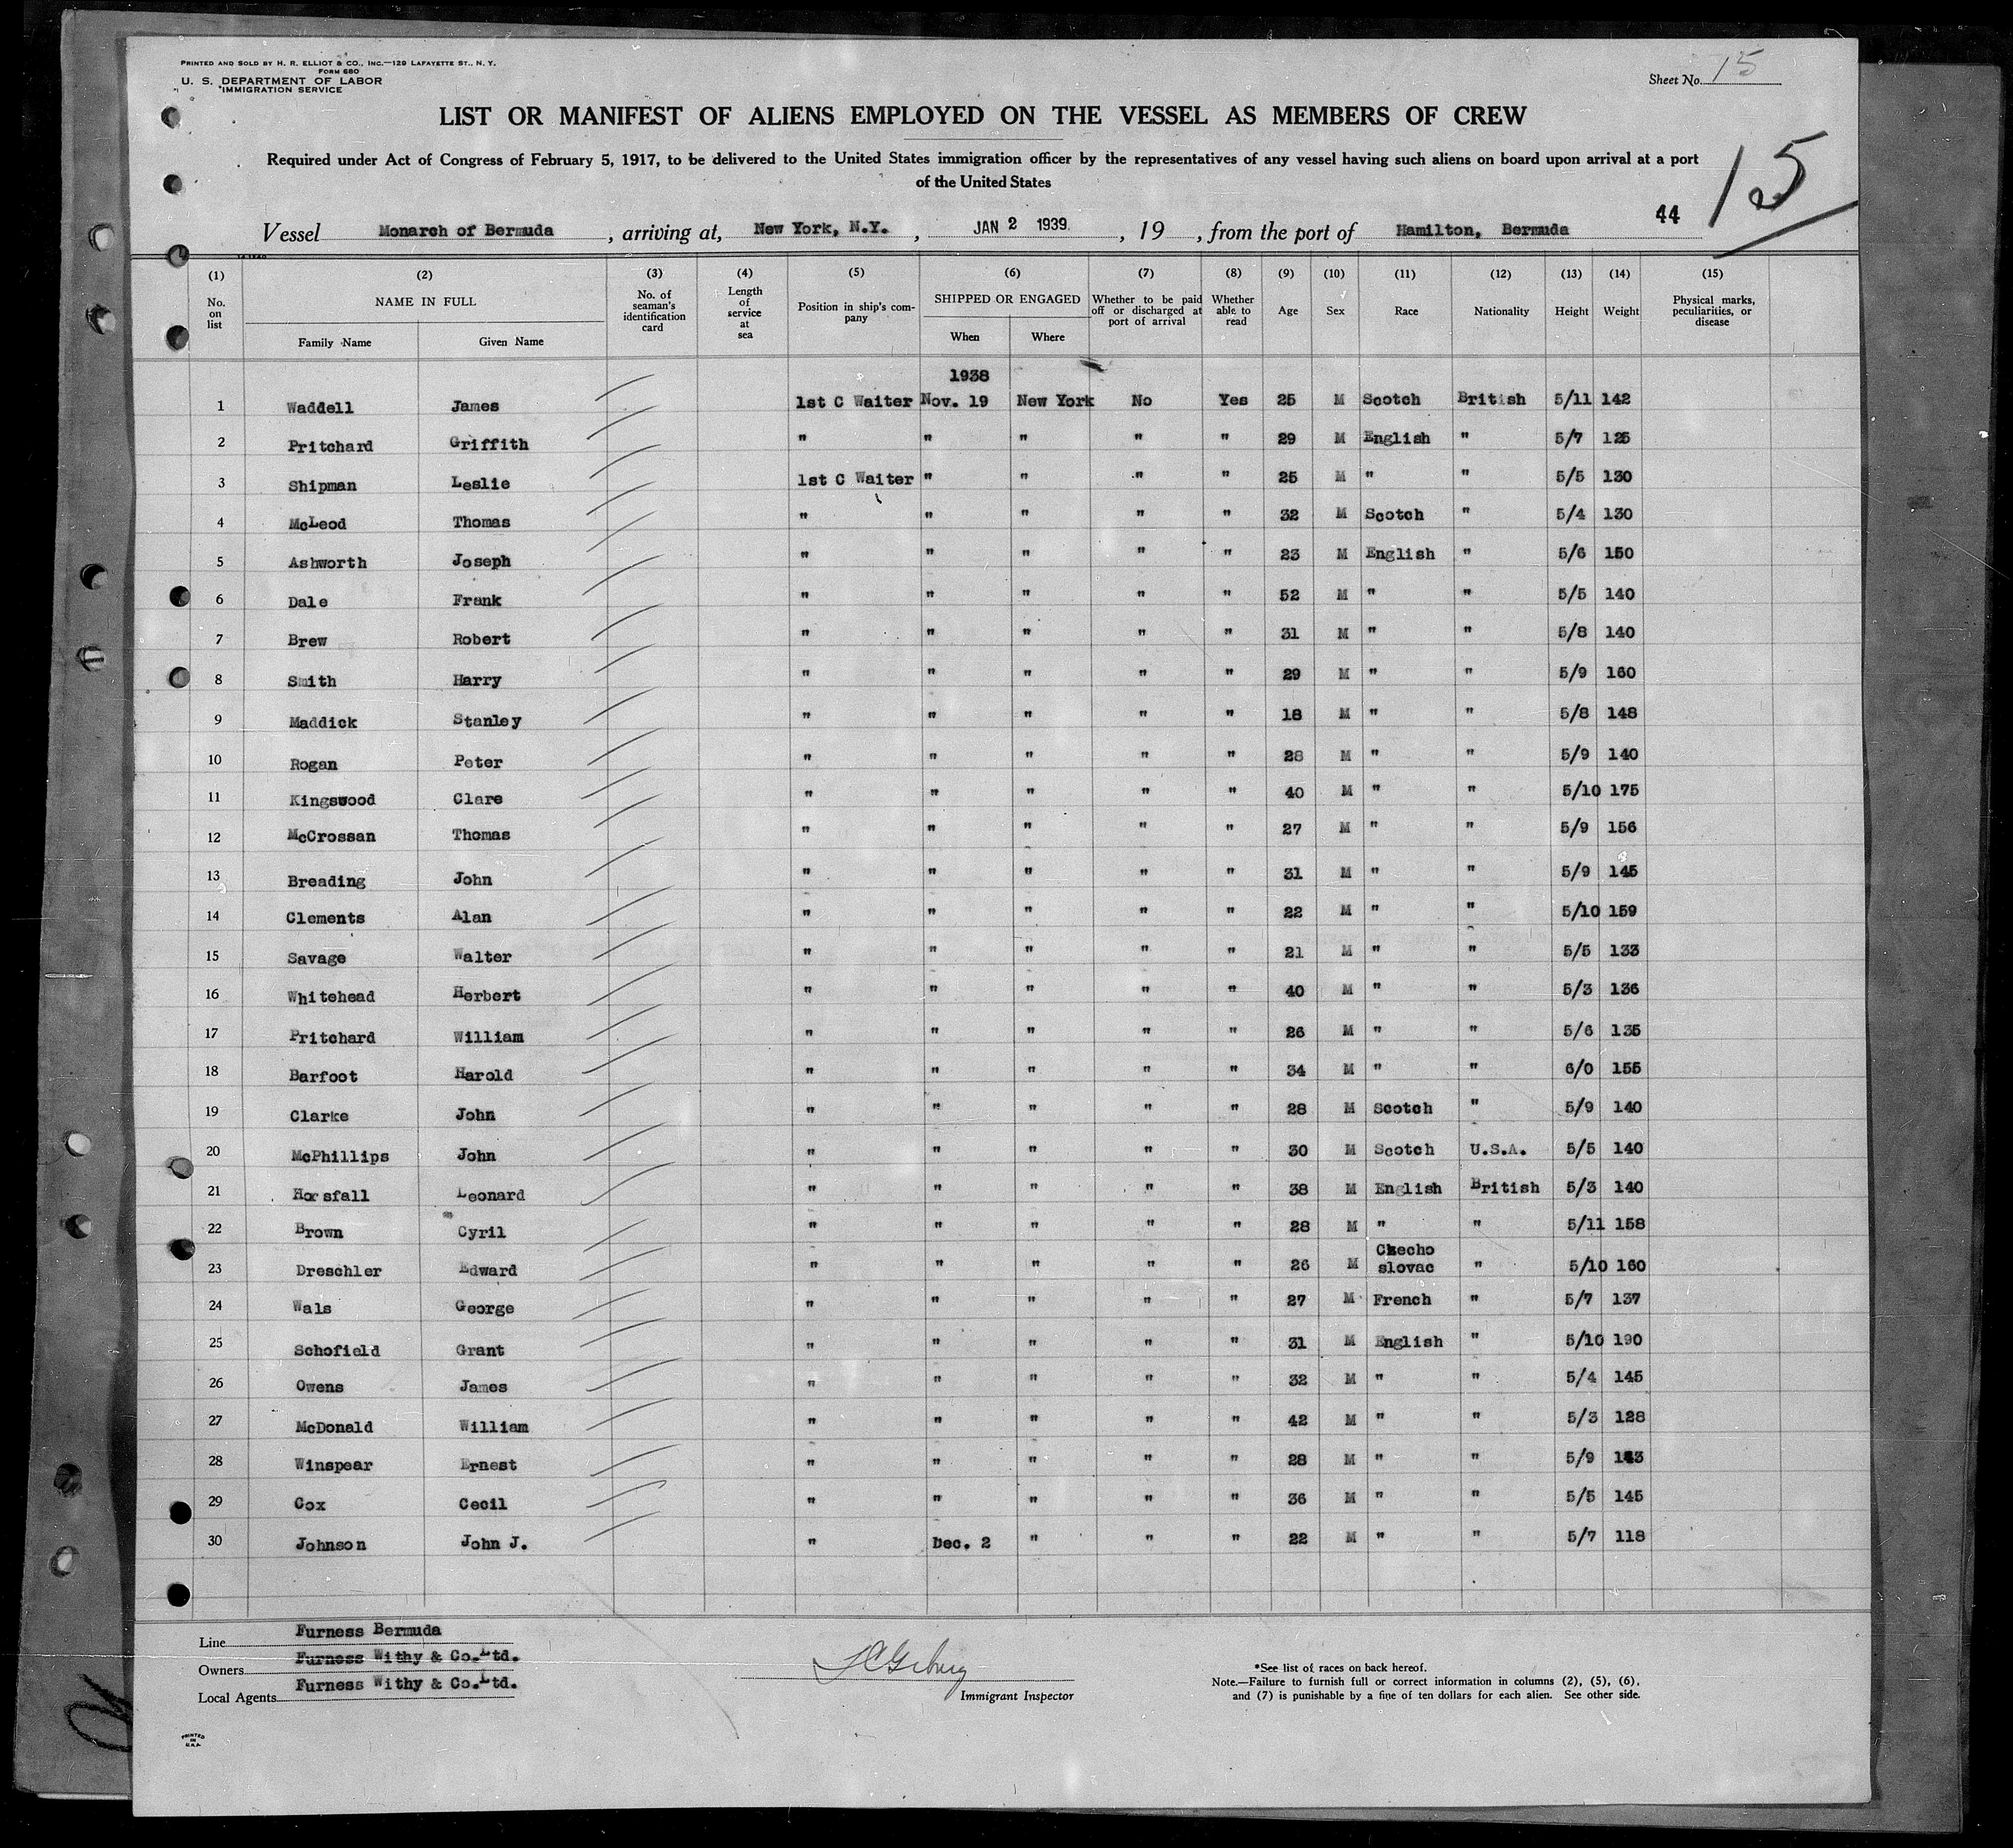 PRINTED AND SOLD BY H. R. ELLIOT & CO., INC.—129 LAFAYETTE ST., N. Y.
FORM 680
U. S. DEPARTMENT OF LABOR
IMMIGRATION SERVICE
Sheet No. 15
LIST OR MANIFEST OF ALIENS EMPLOYED ON THE VESSEL AS MEMBERS OF CREW
Required under Act of Congress of February 5, 1917, to be delivered to the United States immigration officer by the representatives of any vessel having such aliens on board upon arrival at a port
of the United States
15
44
Vessel Monarch of Bermuda, arriving at, New York, N.Y., JAN 2 1939, 19, from the port of Hamilton, Bermuda
(1) (2) (3) (4) (5) (6) (7) (8) (9) (10) (11) (12) (13) (14) (15)
No. on list NAME IN FULL Family Name Given Name No. of seaman's identification card Length of service at sea Position in ship's company SHIPPED OR ENGAGED When Where Whether to be paid off or discharged at port of arrival Whether able to read Age Sex Race Nationality Height Weight Physical marks, peculiarities, or disease
1938
1 Waddell James 1st C Waiter Nov. 19 New York No Yes 25 M Scotch British 5/11 142
2 Pritchard Griffith " " " " " 29 M English " 5/7 125
3 Shipman Leslie 1st C Waiter " " " " 25 M " " 5/5 130
4 McLeod Thomas " " " " " 32 M Scotch " 5/4 130
5 Ashworth Joseph " " " " " 23 M English " 5/6 150
6 Dale Frank " " " " " 52 M " " 5/5 140
7 Brew Robert " " " " " 31 M " " 5/8 140
8 Smith Harry " " " " " 29 M " " 5/9 160
9 Maddick Stanley " " " " " 18 M " " 5/8 148
10 Rogan Peter " " " " " 28 M " " 5/9 140
11 Kingswood Clare " " " " " 40 M " " 5/10 175
12 McCrossan Thomas " " " " " 27 M " " 5/9 156
13 Breading John " " " " " 31 M " " 5/9 145
14 Clements Alan " " " " " 22 M " " 5/10 159
15 Savage Walter " " " " " 21 M " " 5/5 133
16 Whitehead Herbert " " " " " 40 M " " 5/3 136
17 Pritchard William " " " " " 26 M " " 5/6 135
18 Barfoot Harold " " " " " 34 M " " 6/0 155
19 Clarke John " " " " " 28 M Scotch " 5/9 140
20 McPhillips John " " " " " 30 M Scotch U.S.A. 5/5 140
21 Horsfall Leonard " " " " " 38 M English British 5/3 140
22 Brown Cyril " " " " " 28 M " " 5/11 158
23 Dreschler Edward " " " " " 26 M Czecho slovac " 5/10 160
24 Wals George " " " " " 27 M French " 5/7 137
25 Schofield Grant " " " " " 31 M English " 5/10 190
26 Owens James " " " " " 32 M " " 5/4 145
27 McDonald William " " " " " 42 M " " 5/3 128
28 Winspear Ernest " " " " " 28 M " " 5/9
29 Cox Cecil " " " " " 36 M " " 5/5 145
30 Johnson John J. " Dec. 2 " " " 22 M " " 5/7 118
Line Furness Bermuda
Owners Furness Withy & Co. Ltd.
Local Agents Furness Withy & Co. Ltd.
Immigrant Inspector
*See list of races on back hereof.
Note.—Failure to furnish full or correct information in columns (2), (5), (6),
and (7) is punishable by a fine of ten dollars for each alien. See other side.
PRINTED
IN
U.S.A.